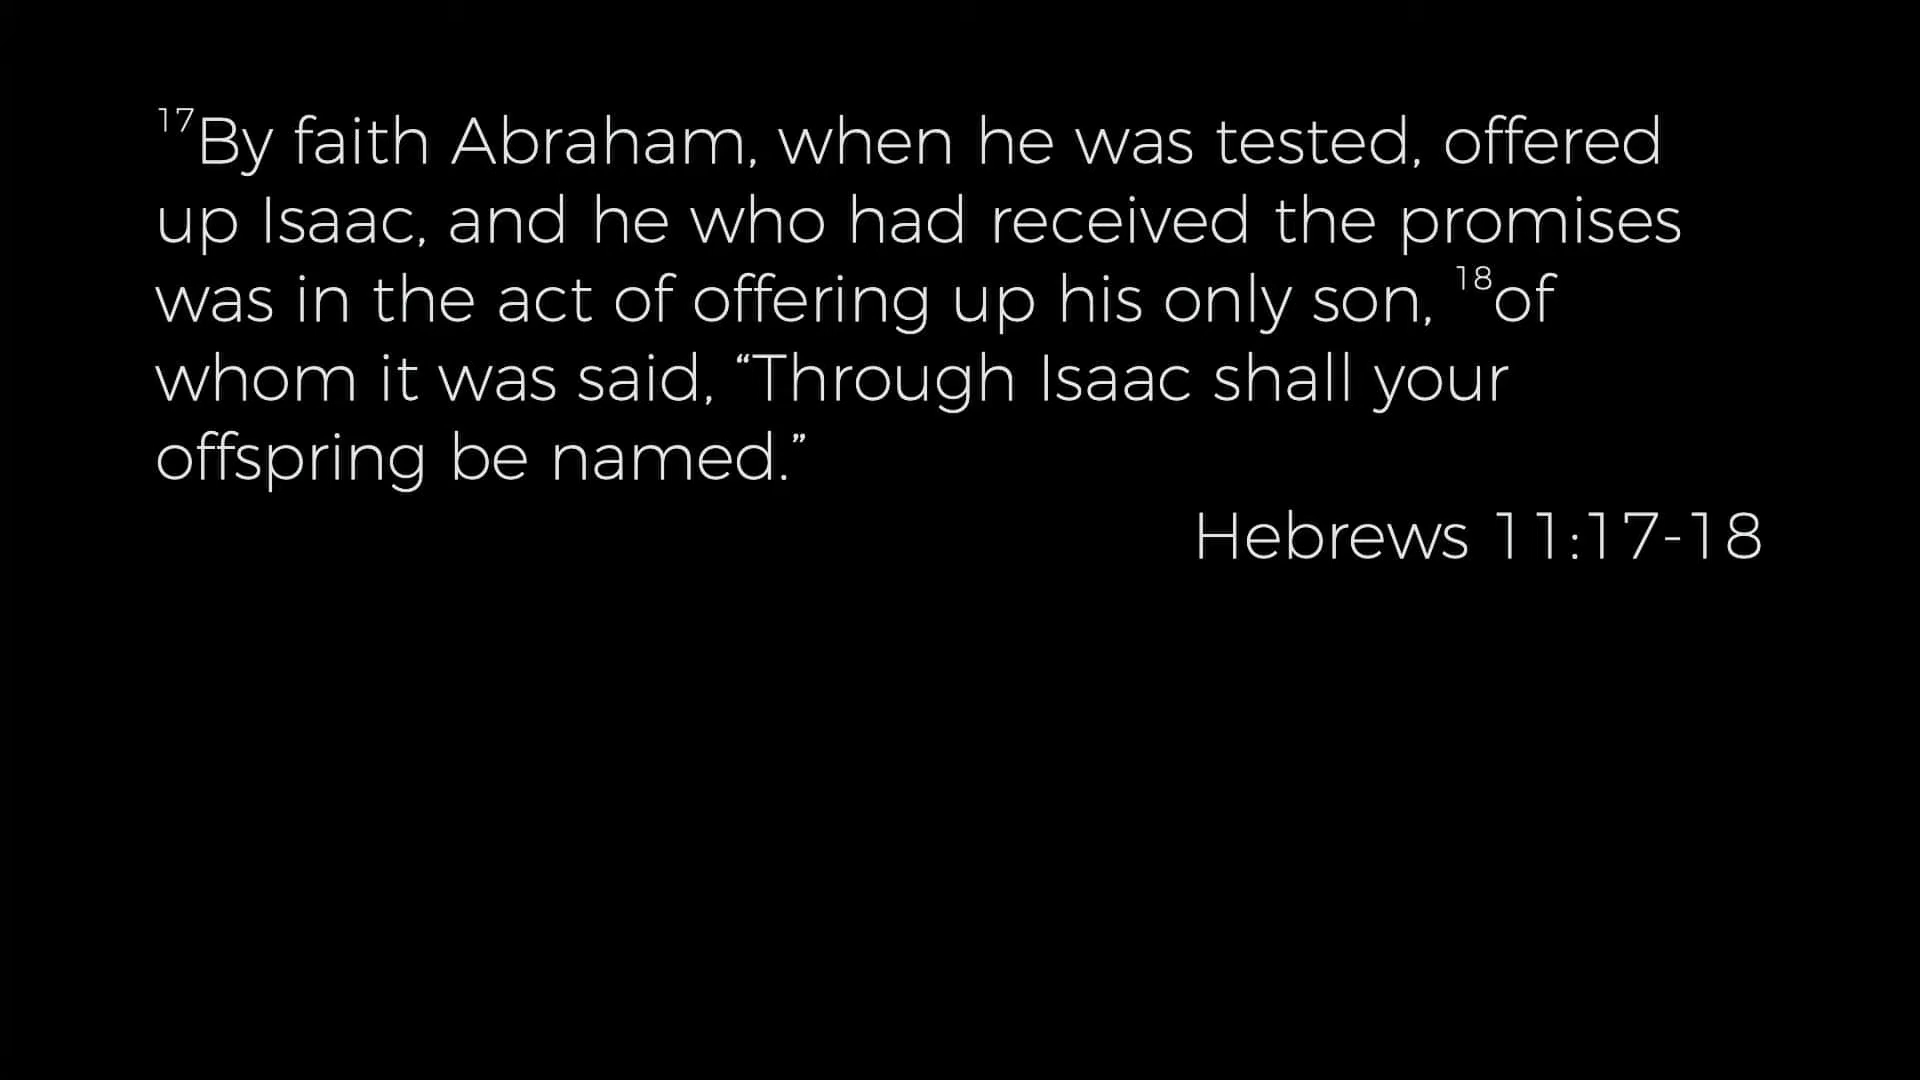 17By faith Abraham, when he was tested, offered
up Isaac, and he who had received the promises
was in the act of offering up his only son, 18of
whom it was said, “Through Isaac shall your
offspring be named.”
Hebrews 11:17-18